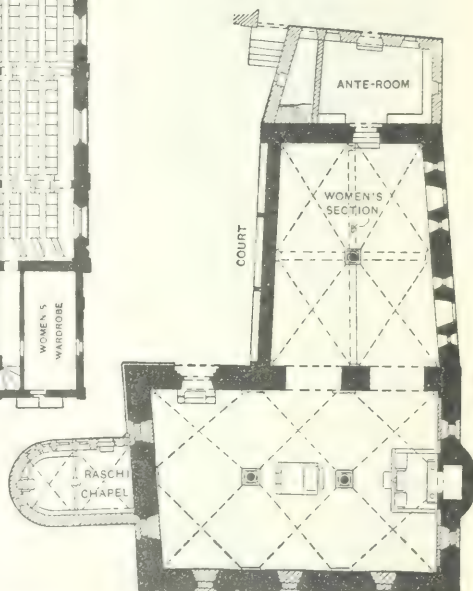 ANTE-ROOM
WOMEN'S
SECTION
COURT
WOMEN'S
WARDROBE
RASCHI
CHAPEL